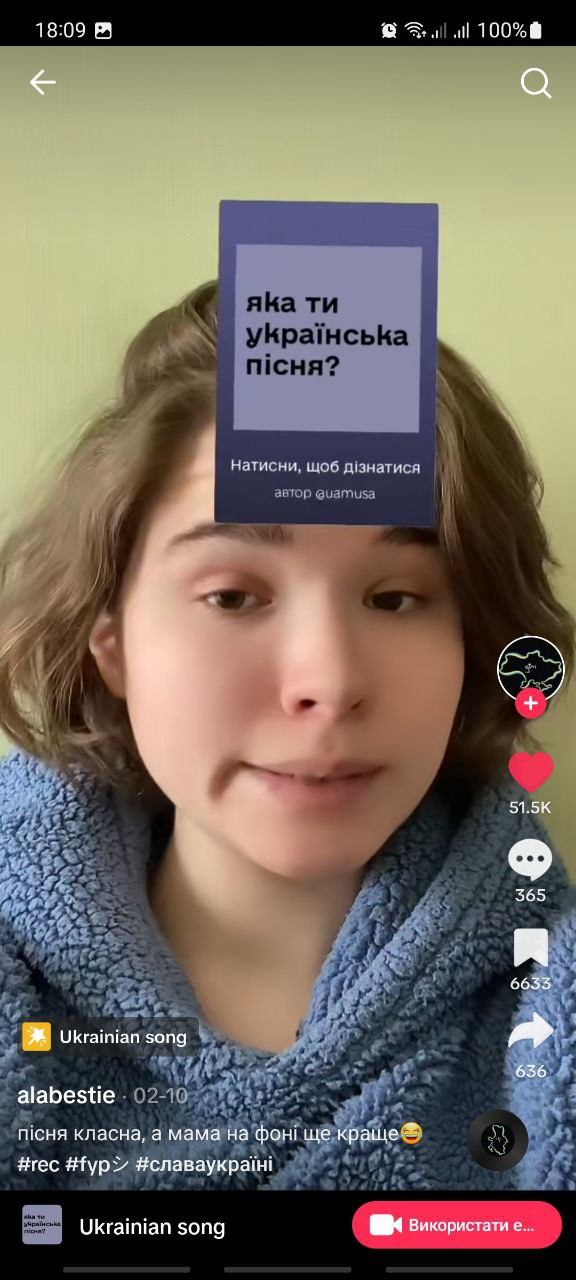 18:09
100%
яка ти
українська
пісня?
Натисни, щоб дізнатися
автор @uamusa
51.5K
365
6633
636
Ukrainian song
alabestie · 02-10
пісня класна, а мама на фоні ще краще😂
#rec #fypシ #славаукраїні
яка ти
українська
пісня?
Ukrainian song
Використати е...